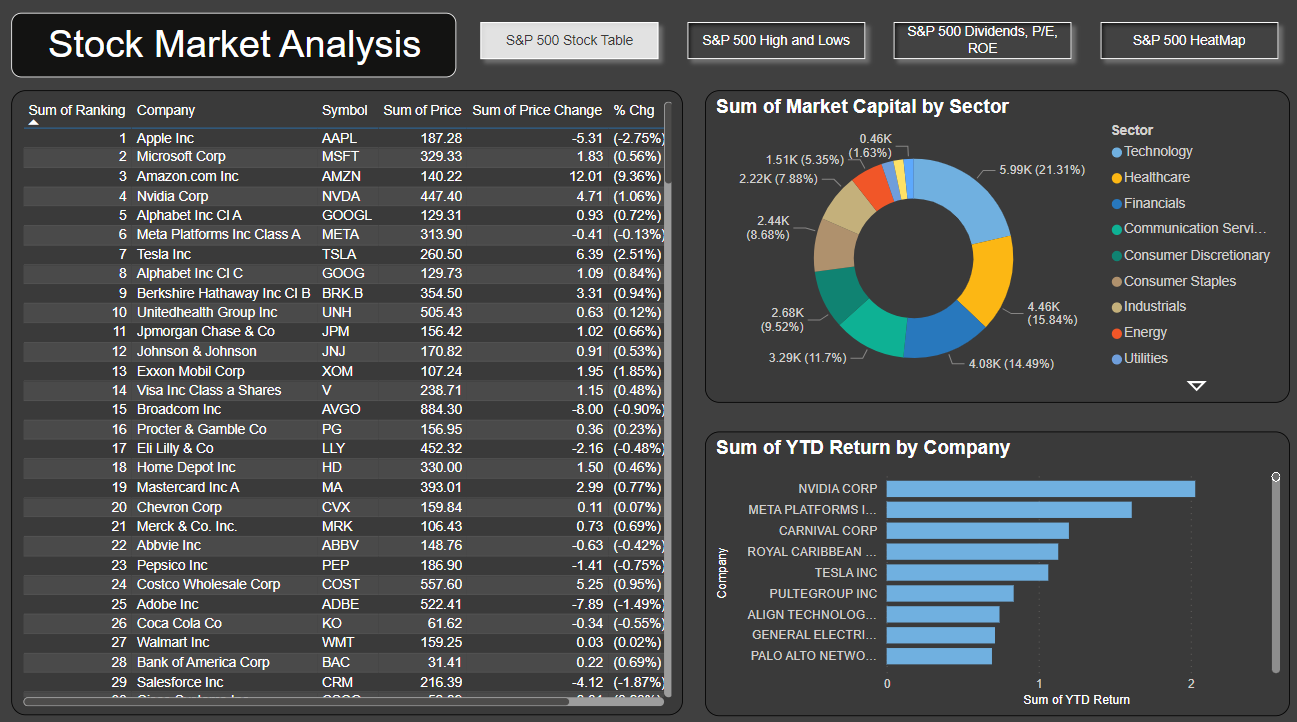 Stock Market Analysis
S&P 500 Stock Table
S&P 500 High and Lows
S&P 500 Dividends, P/E,
ROE
S&P 500 HeatMap
Sum of Ranking Company Symbol Sum of Price Sum of Price Change % Chg
1 Apple Inc AAPL 187.28 -5.31 (-2.75%)
2 Microsoft Corp MSFT 329.33 1.83 (0.56%)
3 Amazon.com Inc AMZN 140.22 12.01 (9.36%)
4 Nvidia Corp NVDA 447.40 4.71 (1.06%)
5 Alphabet Inc Cl A GOOGL 129.31 0.93 (0.72%)
6 Meta Platforms Inc Class A META 313.90 -0.41 (-0.13%)
7 Tesla Inc TSLA 260.50 6.39 (2.51%)
8 Alphabet Inc Cl C GOOG 129.73 1.09 (0.84%)
9 Berkshire Hathaway Inc Cl B BRK.B 354.50 3.31 (0.94%)
10 Unitedhealth Group Inc UNH 505.43 0.63 (0.12%)
11 Jpmorgan Chase & Co JPM 156.42 1.02 (0.66%)
12 Johnson & Johnson JNJ 170.82 0.91 (0.53%)
13 Exxon Mobil Corp XOM 107.24 1.95 (1.85%)
14 Visa Inc Class a Shares V 238.71 1.15 (0.48%)
15 Broadcom Inc AVGO 884.30 -8.00 (-0.90%)
16 Procter & Gamble Co PG 156.95 0.36 (0.23%)
17 Eli Lilly & Co LLY 452.32 -2.16 (-0.48%)
18 Home Depot Inc HD 330.00 1.50 (0.46%)
19 Mastercard Inc A MA 393.01 2.99 (0.77%)
20 Chevron Corp CVX 159.84 0.11 (0.07%)
21 Merck & Co. Inc. MRK 106.43 0.73 (0.69%)
22 Abbvie Inc ABBV 148.76 -0.63 (-0.42%)
23 Pepsico Inc PEP 186.90 -1.41 (-0.75%)
24 Costco Wholesale Corp COST 557.60 5.25 (0.95%)
25 Adobe Inc ADBE 522.41 -7.89 (-1.49%)
26 Coca Cola Co KO 61.62 -0.34 (-0.55%)
27 Walmart Inc WMT 159.25 0.03 (0.02%)
28 Bank of America Corp BAC 31.41 0.22 (0.69%)
29 Salesforce Inc CRM 216.39 -4.12 (-1.87%)
Sum of Market Capital by Sector
0.46K
(1.63%)
1.51K (5.35%)
2.22K (7.88%)
2.44K
(8.68%)
2.68K
(9.52%)
3.29K (11.7%)
4.08K (14.49%)
4.46K
(15.84%)
5.99K (21.31%)
Sector
Technology
Healthcare
Financials
Communication Servi...
Consumer Discretionary
Consumer Staples
Industrials
Energy
Utilities
Sum of YTD Return by Company
Company
NVIDIA CORP
META PLATFORMS I...
CARNIVAL CORP
ROYAL CARIBBEAN ...
TESLA INC
PULTEGROUP INC
ALIGN TECHNOLOG...
GENERAL ELECTRI...
PALO ALTO NETWO...
0 1 2
Sum of YTD Return